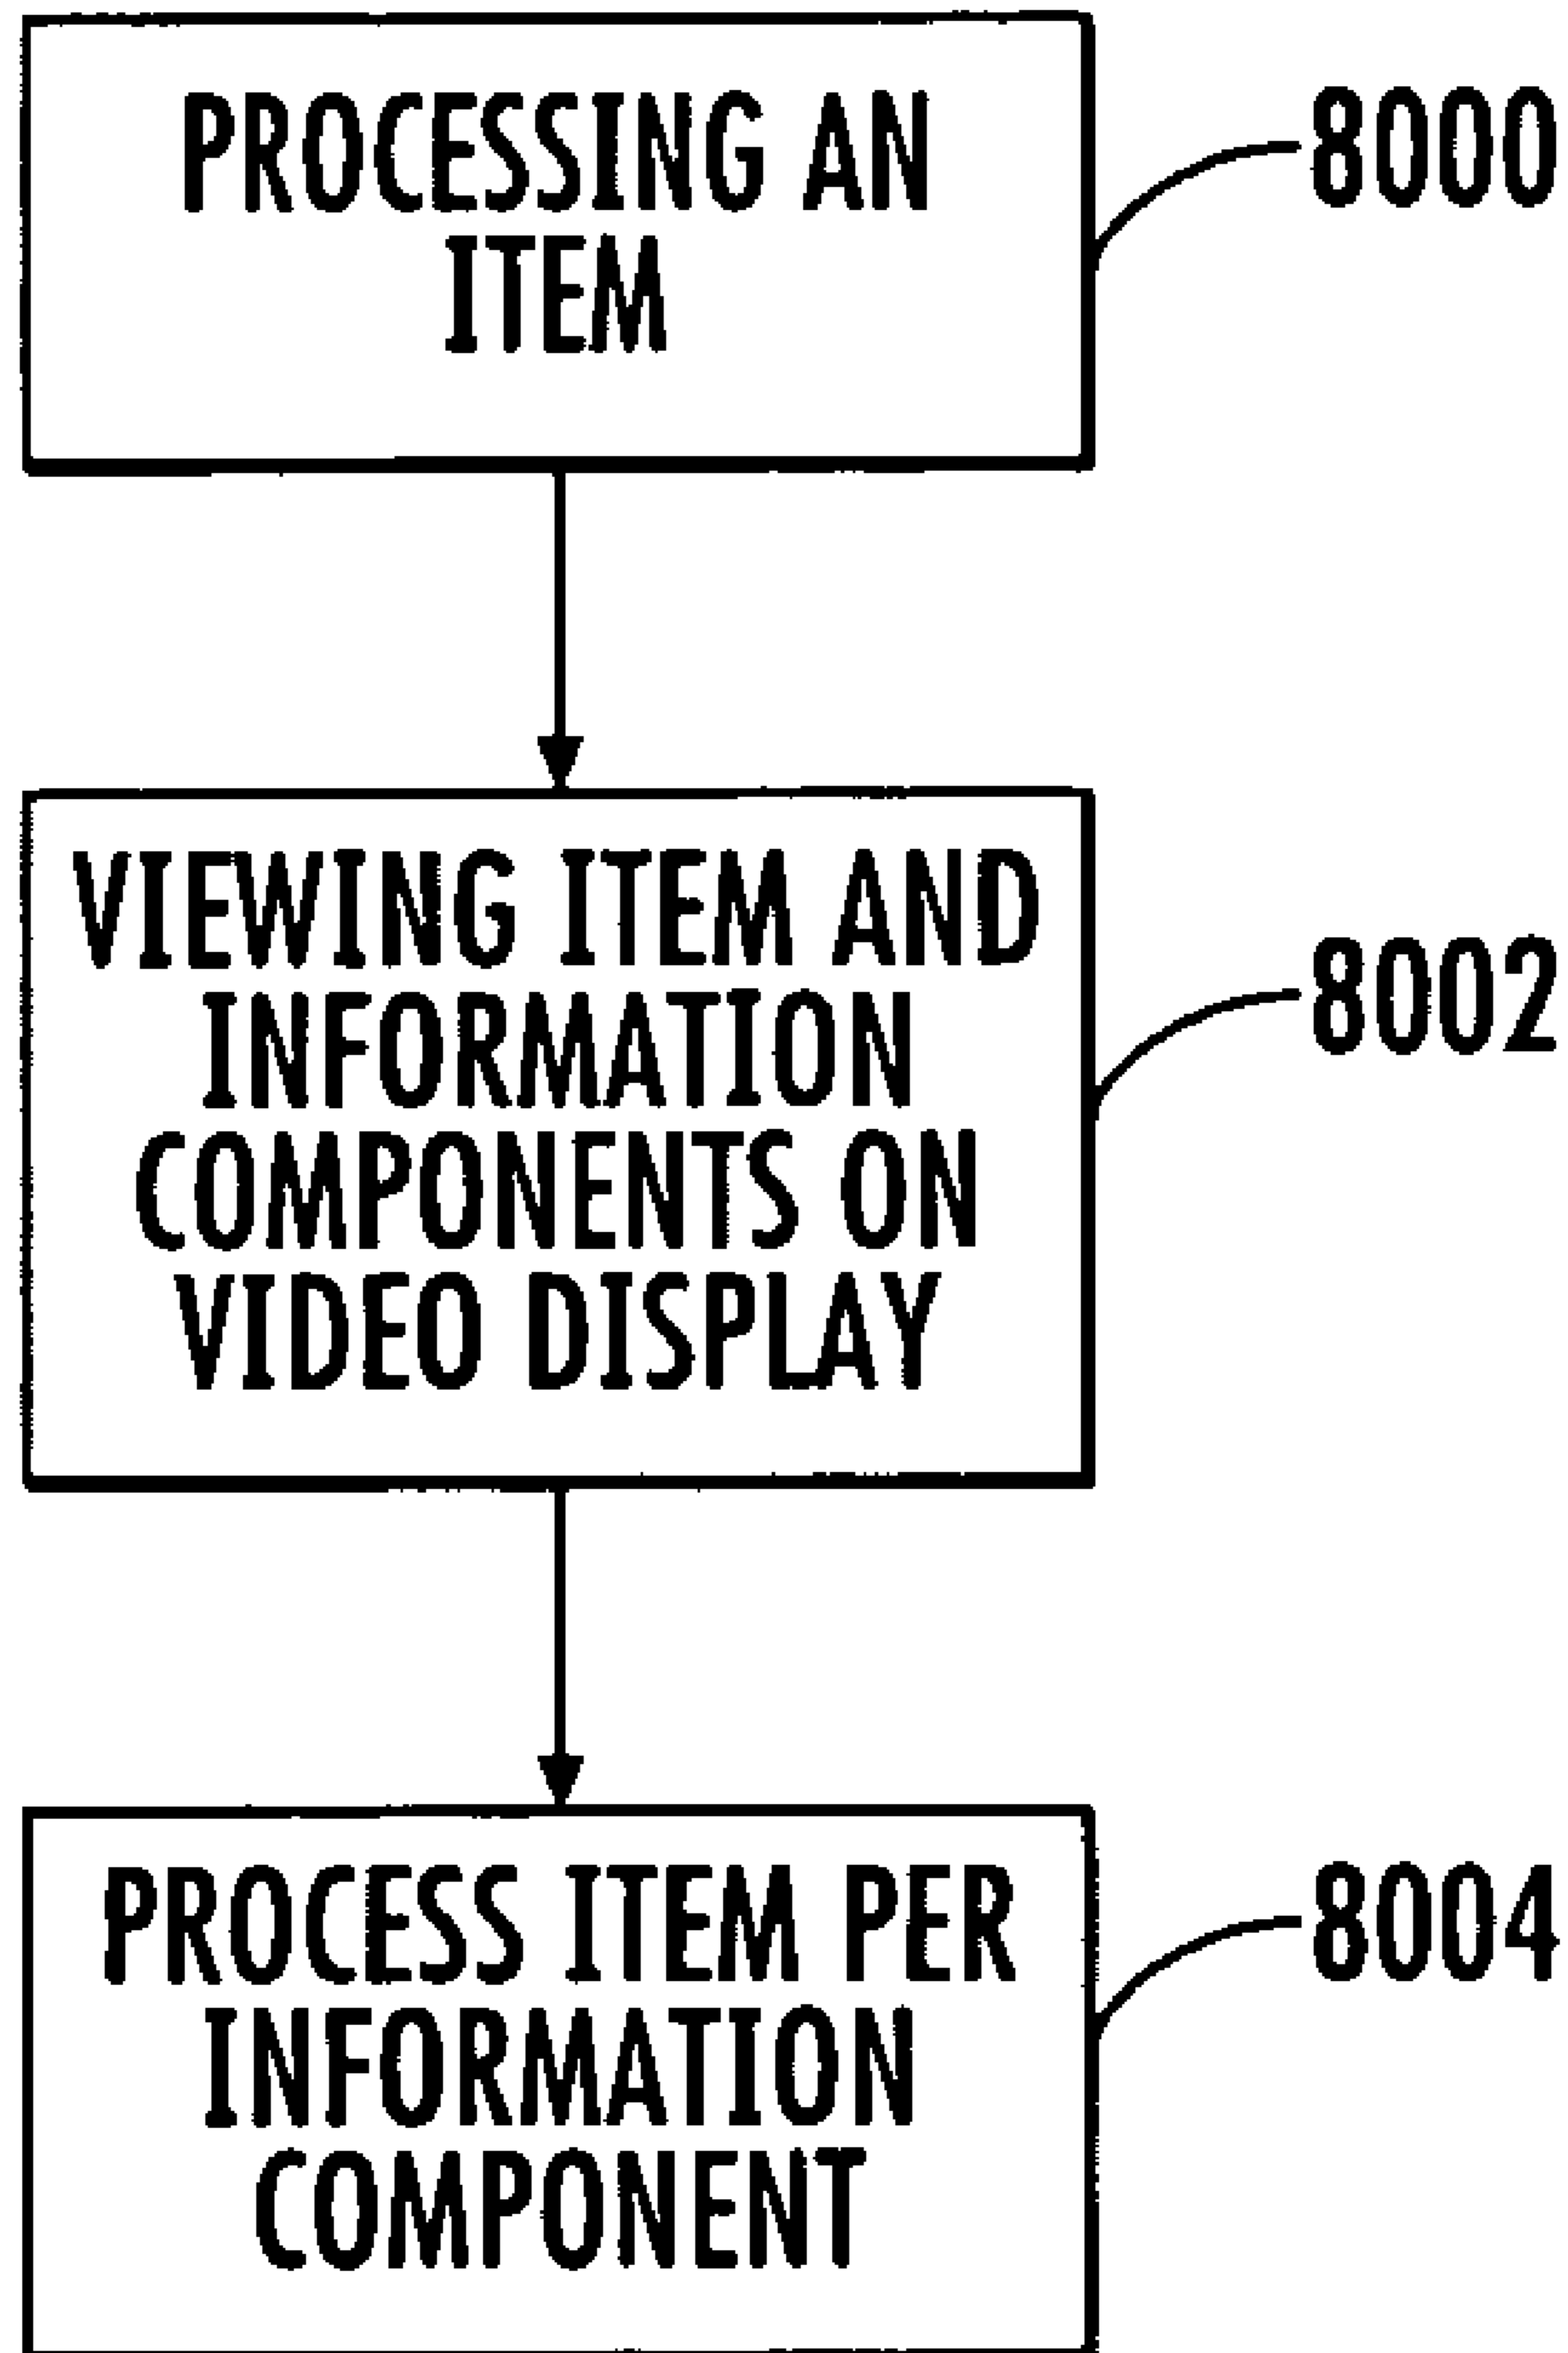 PROCESSING AN
ITEM
8000
VIEWING ITEM AND
INFORMATION
COMPONENTS ON
VIDEO DISPLAY
8002
PROCESS ITEM PER
INFORMATION
COMPONENT
8004